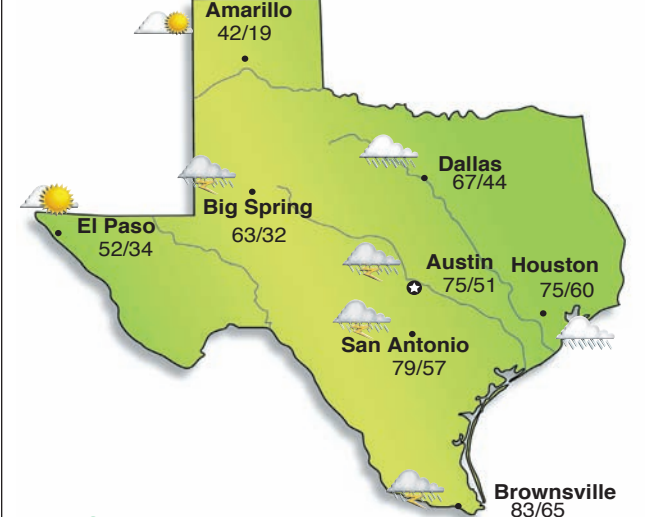 Amarillo
42/19
Dallas
67/44
Big Spring
63/32
El Paso
52/34
Austin
75/51
Houston
75/60
San Antonio
79/57
Brownsville
83/65